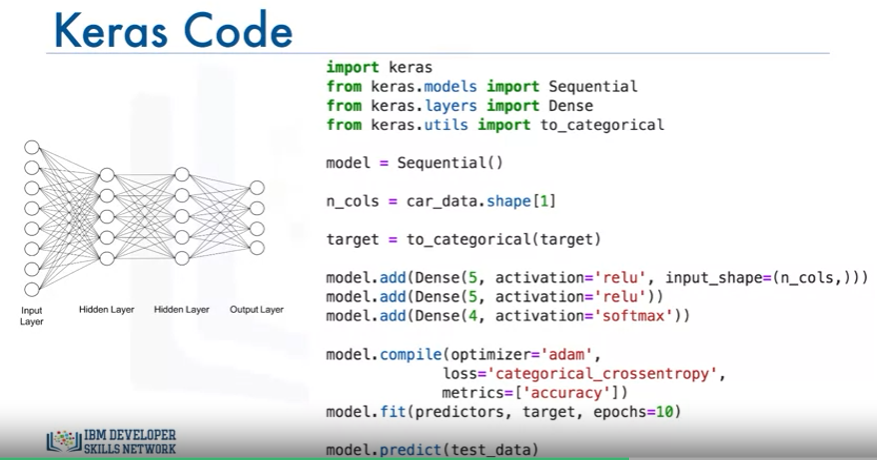 Keras Code
import keras
from keras.models import Sequential
from keras.layers import Dense
from keras.utils import to_categorical
model = Sequential()
n_cols = car_data.shape[1]
target = to_categorical(target)
model.add(Dense(5, activation='relu', input_shape=(n_cols,)))
model.add(Dense(5, activation='relu'))
model.add(Dense(4, activation='softmax'))
model.compile(optimizer='adam',
loss='categorical_crossentropy',
metrics=['accuracy'])
model.fit(predictors, target, epochs=10)
model.predict(test_data)
Input
Layer
Hidden Layer
Hidden Layer
Output Layer
IBM DEVELOPER
SKILLS NETWORK